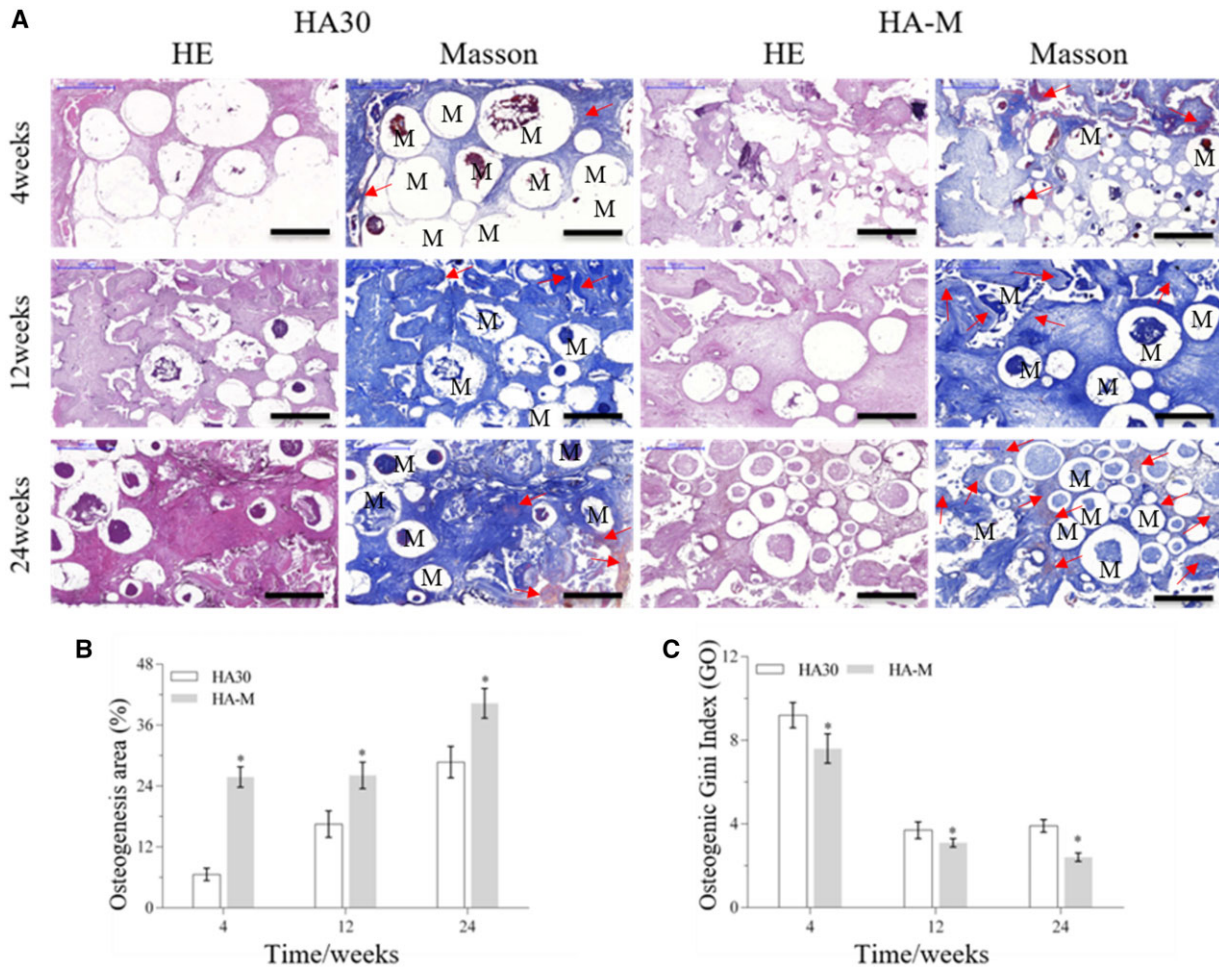 A
HA30 HA-M
HE Masson HE Masson
4weeks
M M M M M M M M M M M M M
12weeks
M M M M M M M M M
24weeks
M M M M M M M M M M M M
B
Osteogenesis area (%)
48
36
24
12
0
HA30
HA-M
* * *
4 12 24
Time/weeks
C
Osteogenic Gini Index (GO)
12
8
4
0
HA30 HA-M
* * *
4 12 24
Time/weeks